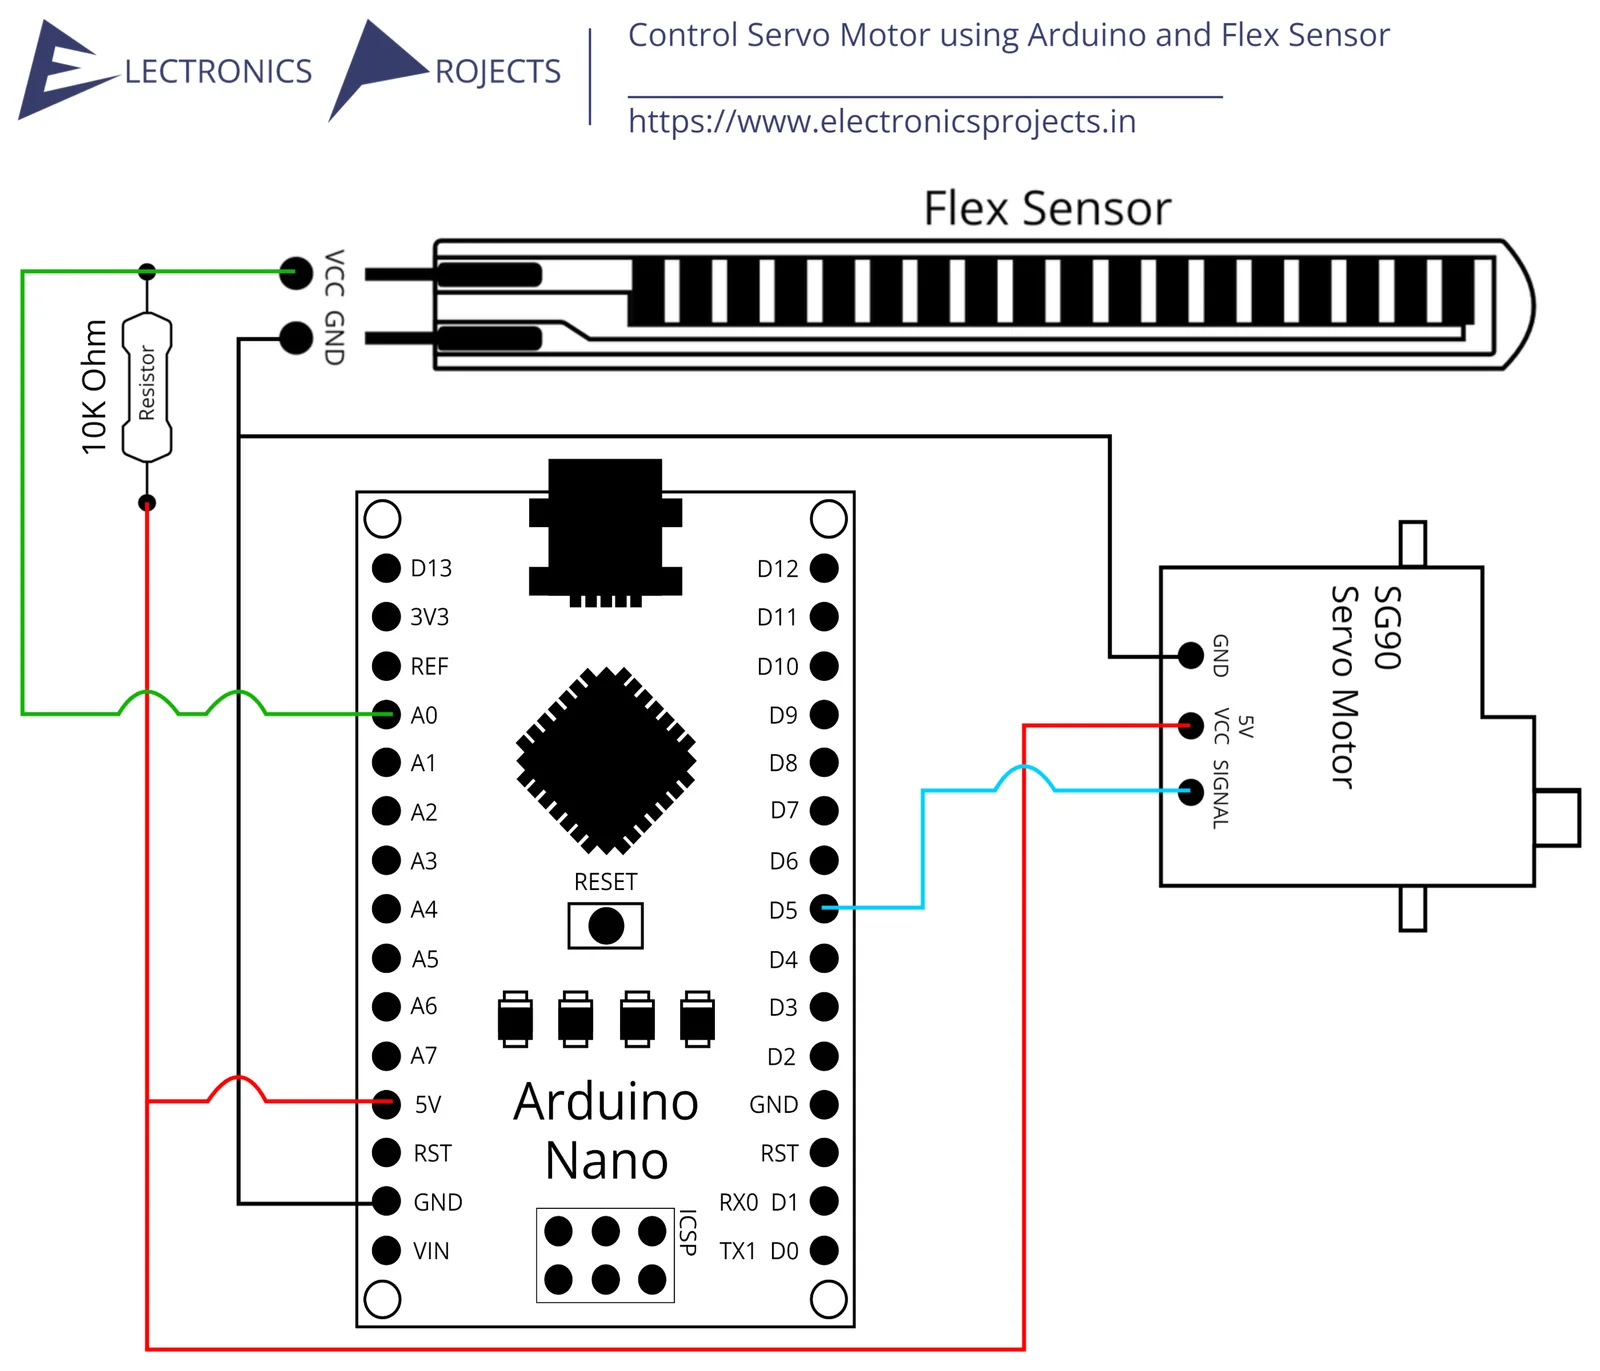 ELECTRONICS PROJECTS
Control Servo Motor using Arduino and Flex Sensor
https://www.electronicsprojects.in
Flex Sensor
VCC
GND
10K Ohm
Resistor
D13
3V3
REF
A0
A1
A2
A3
A4
A5
A6
A7
5V
RST
GND
VIN
D12
D11
D10
D9
D8
D7
D6
D5
D4
D3
D2
GND
RST
RX0 D1
TX1 D0
RESET
Arduino
Nano
ICSP
GND
5V
VCC
SIGNAL
SG90
Servo Motor